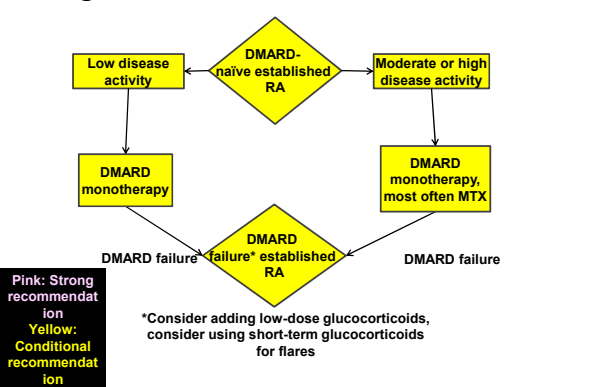 DMARD-
naïve established
RA
Low disease
activity
Moderate or high
disease activity
DMARD
monotherapy
DMARD
monotherapy,
most often MTX
DMARD
failure* established
RA
DMARD failure
DMARD failure
Pink: Strong
recommendat
ion
Yellow:
Conditional
recommendat
ion
*Consider adding low-dose glucocorticoids,
consider using short-term glucocorticoids
for flares